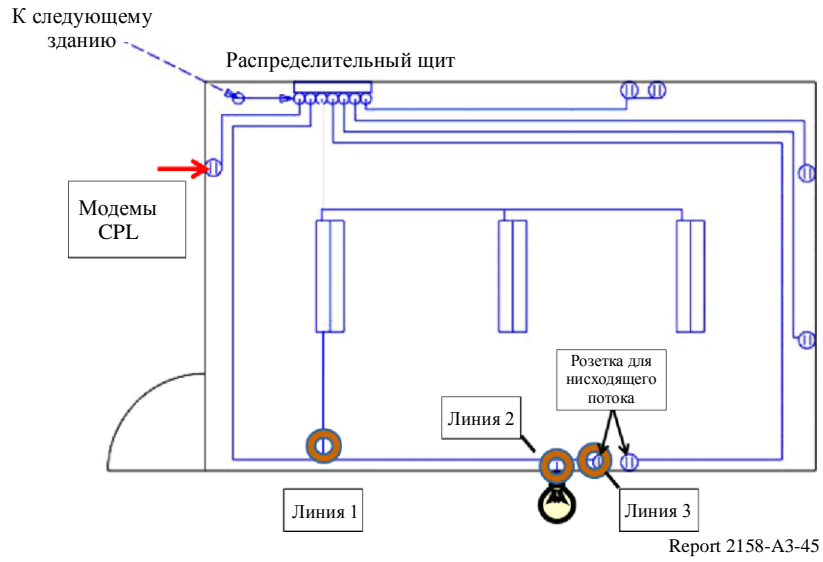 К следующему
зданию
Распределительный щит
Модемы
CPL
Розетка для
нисходящего
потока
Линия 2
Линия 1
Линия 3
Report 2158-A3-45